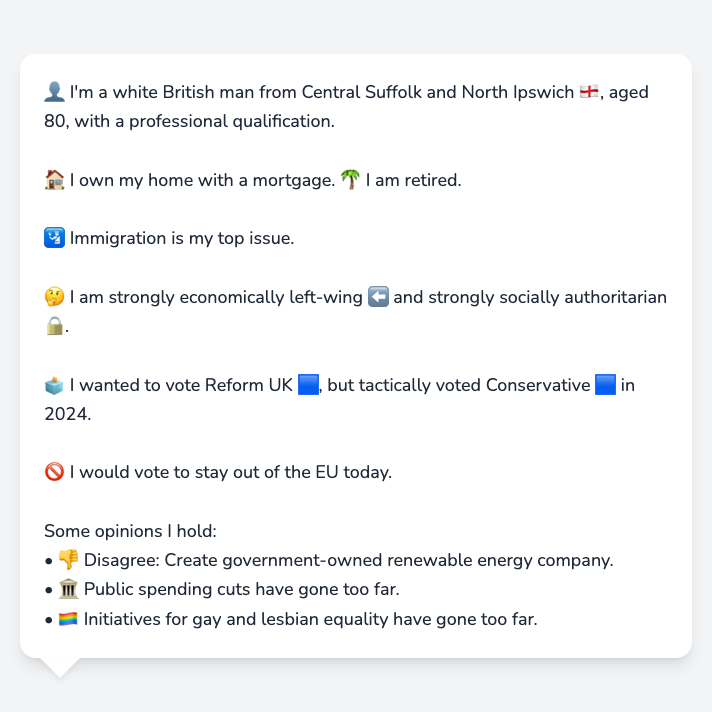 👤 I'm a white British man from Central Suffolk and North Ipswich 🏴󠁧󠁢󠁥󠁮󠁧󠁿, aged
80, with a professional qualification.
🏠 I own my home with a mortgage. 🌴 I am retired.
🛂 Immigration is my top issue.
🤔 I am strongly economically left-wing ⬅️ and strongly socially authoritarian
🔒.
🗳️ I wanted to vote Reform UK 🟦, but tactically voted Conservative 🟦 in
2024.
🚫 I would vote to stay out of the EU today.
Some opinions I hold:
• 👎 Disagree: Create government-owned renewable energy company.
• 🏛️ Public spending cuts have gone too far.
• 🏳️‍🌈 Initiatives for gay and lesbian equality have gone too far.